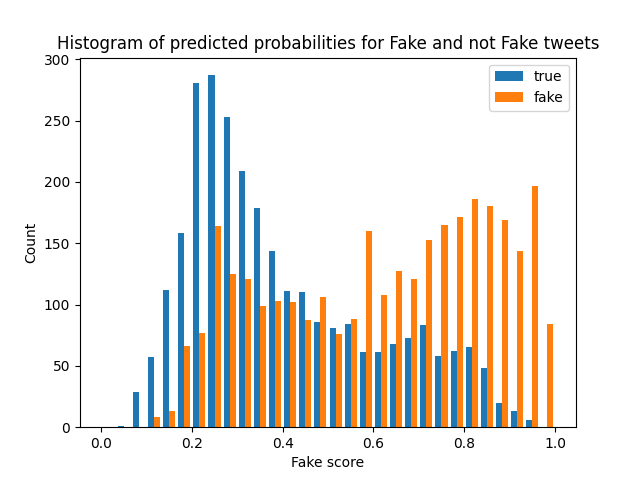 Histogram of predicted probabilities for Fake and not Fake tweets
true
fake
300
250
200
150
100
50
0
Count
0.0 0.2 0.4 0.6 0.8 1.0
Fake score